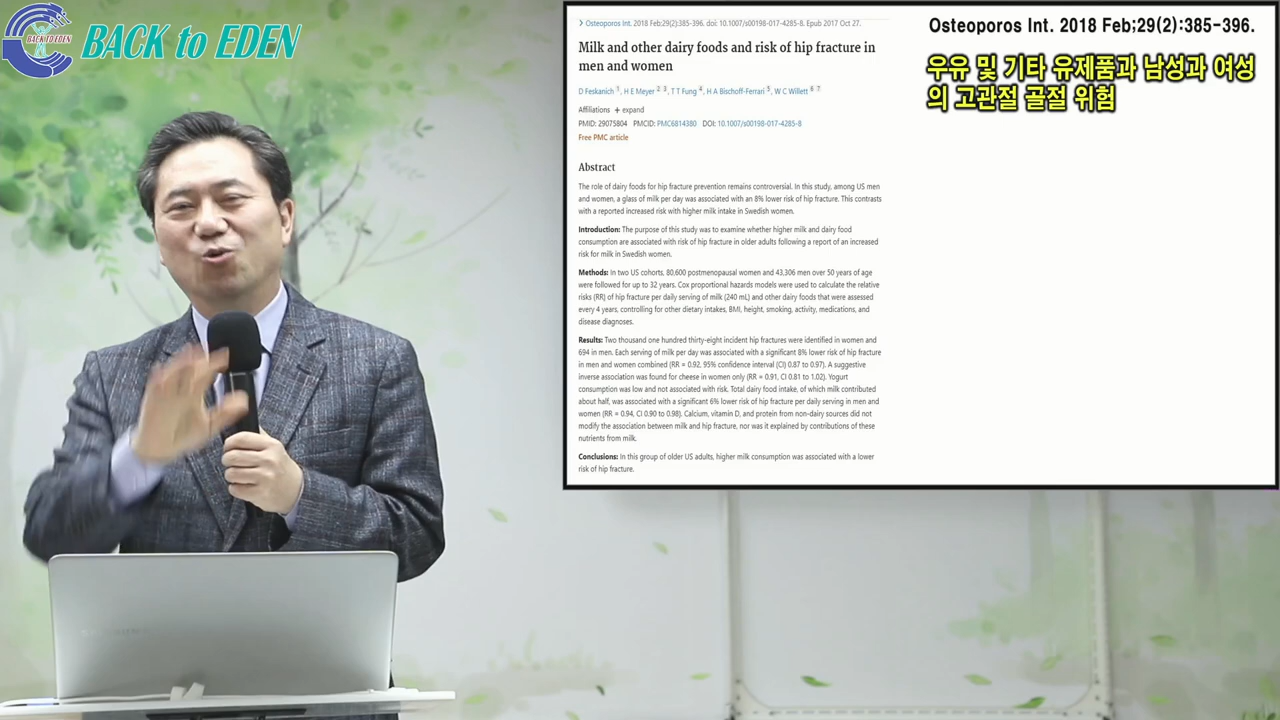 BACK TO EDEN
BACK to EDEN
Osteoporos Int. 2018 Feb;29(2):385-396. doi: 10.1007/s00198-017-4285-8. Epub 2017 Oct 27.
Milk and other dairy foods and risk of hip fracture in
men and women
D Feskanich 1, H E Meyer 2 3, T T Fung 4, H A Bischoff-Ferrari 5, W C Willett 6 7
Affiliations + expand
PMID: 29075804 PMCID: PMC6814380 DOI: 10.1007/s00198-017-4285-8
Free PMC article
Abstract
The role of dairy foods for hip fracture prevention remains controversial. In this study, among US men
and women, a glass of milk per day was associated with an 8% lower risk of hip fracture. This contrasts
with a reported increased risk with higher milk intake in Swedish women.
Introduction: The purpose of this study was to examine whether higher milk and dairy food
consumption are associated with risk of hip fracture in older adults following a report of an increased
risk for milk in Swedish women.
Methods: In two US cohorts, 80,600 postmenopausal women and 43,306 men over 50 years of age
were followed for up to 32 years. Cox proportional hazards models were used to calculate the relative
risks (RR) of hip fracture per daily serving of milk (240 mL) and other dairy foods that were assessed
every 4 years, controlling for other dietary intakes, BMI, height, smoking, activity, medications, and
disease diagnoses.
Results: Two thousand one hundred thirty-eight incident hip fractures were identified in women and
694 in men. Each serving of milk per day was associated with a significant 8% lower risk of hip fracture
in men and women combined (RR = 0.92, 95% confidence interval (CI) 0.87 to 0.97). A suggestive
inverse association was found for cheese in women only (RR = 0.91, CI 0.81 to 1.02). Yogurt
consumption was low and not associated with risk. Total dairy food intake, of which milk contributed
about half, was associated with a significant 6% lower risk of hip fracture per daily serving in men and
women (RR = 0.94, CI 0.90 to 0.98). Calcium, vitamin D, and protein from non-dairy sources did not
modify the association between milk and hip fracture, nor was it explained by contributions of these
nutrients from milk.
Conclusions: In this group of older US adults, higher milk consumption was associated with a lower
risk of hip fracture.
Osteoporos Int. 2018 Feb;29(2):385-396.
우유 및 기타 유제품과 남성과 여성
의 고관절 골절 위험